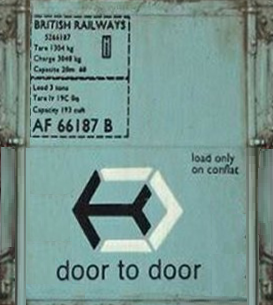 BRITISH RAILWAYS
5266187
Tare 1304 kg
Charge 3048 kg
Capacite 20m 60
Load 3 tons
Tare 1t 19C 0q
Capacity 193 cuft
AF 66187 B
load only
on conflat
door to door